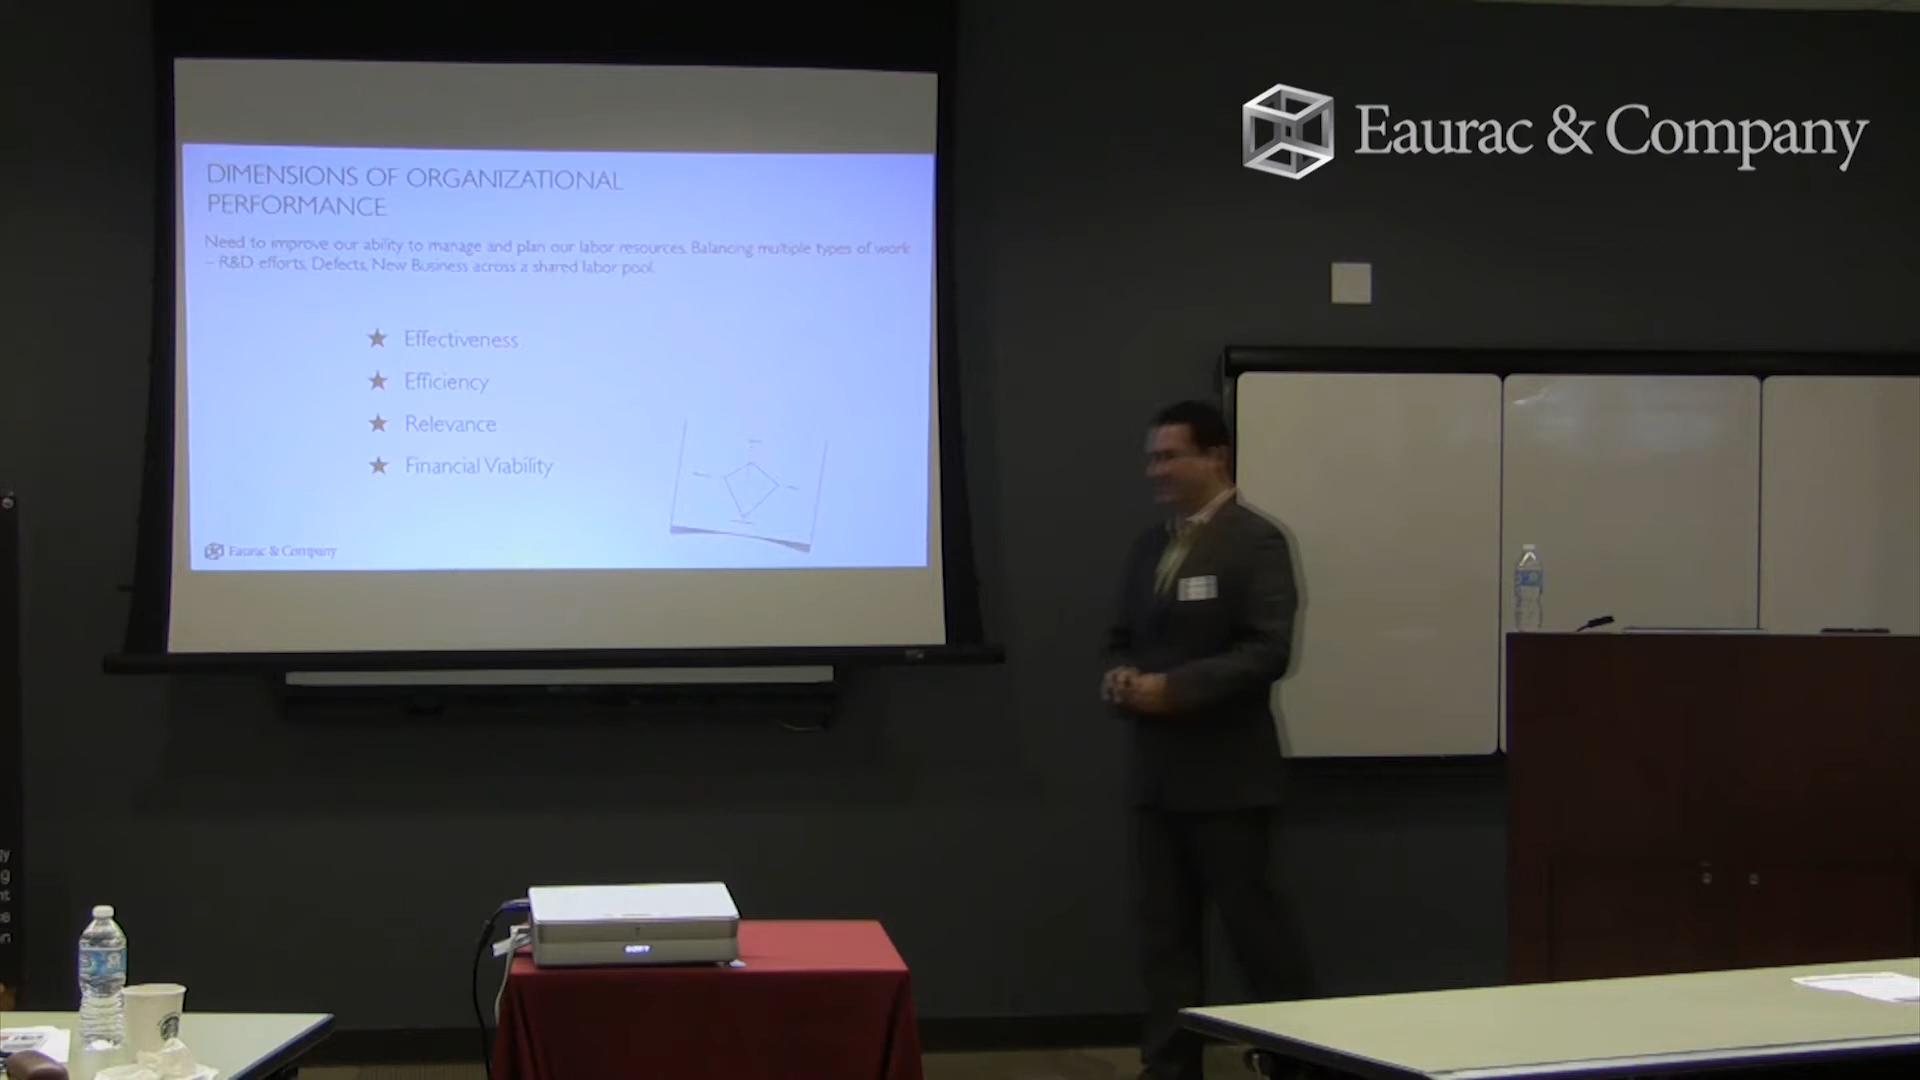 Eaurac & Company
DIMENSIONS OF ORGANIZATIONAL
PERFORMANCE
Need to improve our ability to manage and plan our labor resources. Balancing multiple types of work
– R&D efforts, Defects, New Business across a shared labor pool.
★ Effectiveness
★ Efficiency
★ Relevance
★ Financial Viability
Eaurac & Company
SONY